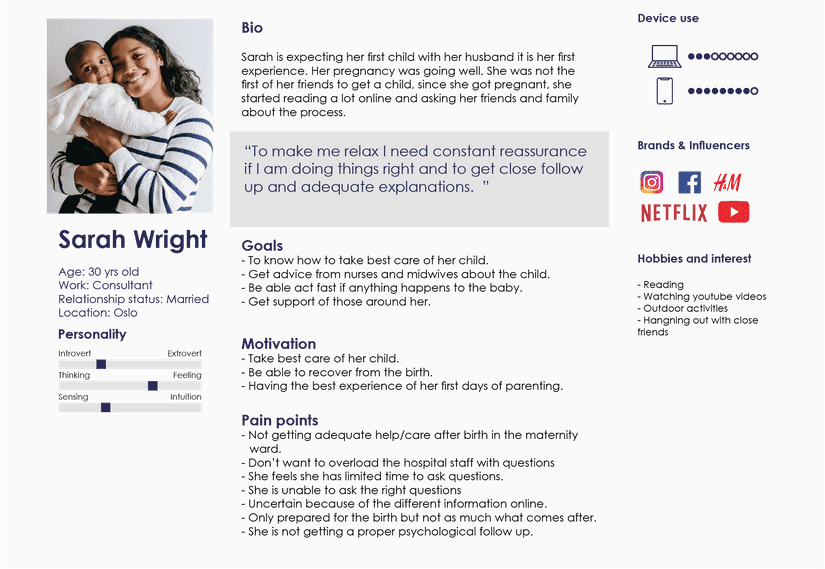 Bio
Sarah is expecting her first child with her husband it is her first
experience. Her pregnancy was going well. She was not the
first of her friends to get a child, since she got pregnant, she
started reading a lot online and asking her friends and family
about the process.
“To make me relax I need constant reassurance
if I am doing things right and to get close follow
up and adequate explanations.  ”
Sarah Wright
Age: 30 yrs old
Work: Consultant
Relationship status: Married
Location: Oslo
Personality
Introvert Extrovert
Thinking Feeling
Sensing Intuition
Goals
- To know how to take best care of her child.
- Get advice from nurses and midwives about the child.
- Be able act fast if anything happens to the baby.
- Get support of those around her.
Motivation
- Take best care of her child.
- Be able to recover from the birth.
- Having the best experience of her first days of parenting.
Pain points
- Not getting adequate help/care after birth in the maternity
ward.
- Don’t want to overload the hospital staff with questions
- She feels she has limited time to ask questions.
- She is unable to ask the right questions
- Uncertain because of the different information online.
- Only prepared for the birth but not as much what comes after.
- She is not getting a proper psychological follow up.
Device use
Brands & Influencers
H&M
NETFLIX
Hobbies and interest
- Reading
- Watching youtube videos
- Outdoor activities
- Hangning out with close
friends